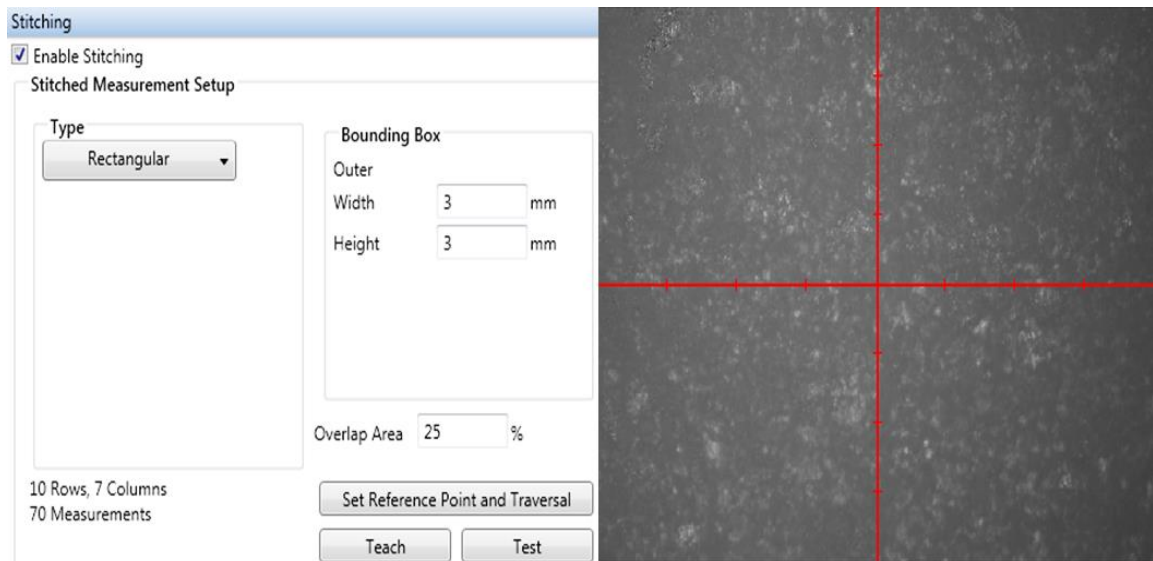 Stitching
Enable Stitching
Stitched Measurement Setup
Type
Rectangular
Bounding Box
Outer
Width 3 mm
Height 3 mm
Overlap Area 25 %
10 Rows, 7 Columns
70 Measurements
Set Reference Point and Traversal
Teach Test